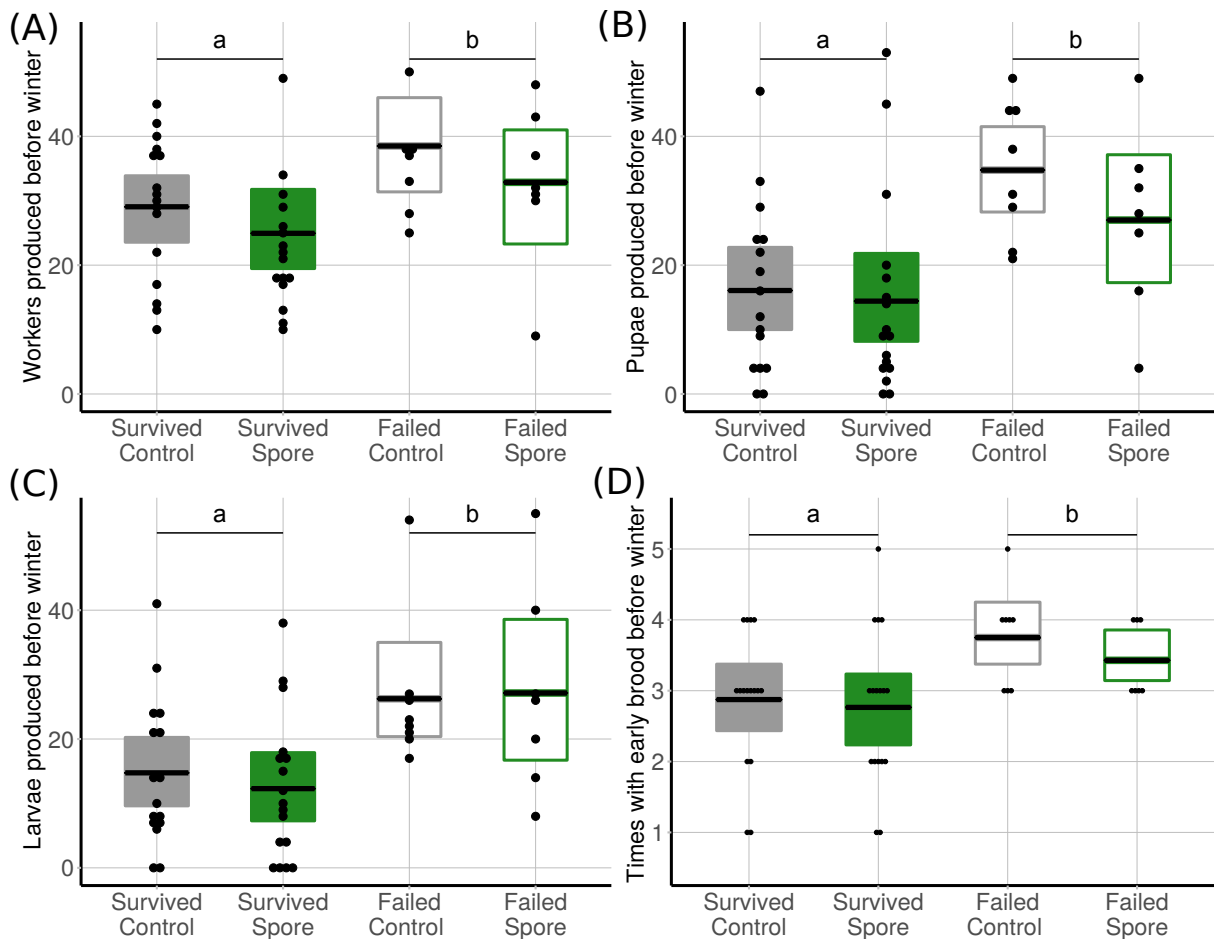 (A)
a
b
Workers produced before winter
40
20
0
Survived Control
Survived Spore
Failed Control
Failed Spore
(B)
a
b
Pupae produced before winter
40
20
0
Survived Control
Survived Spore
Failed Control
Failed Spore
(C)
a
b
Larvae produced before winter
40
20
0
Survived Control
Survived Spore
Failed Control
Failed Spore
(D)
a
b
Times with early brood before winter
5
4
3
2
1
Survived Control
Survived Spore
Failed Control
Failed Spore